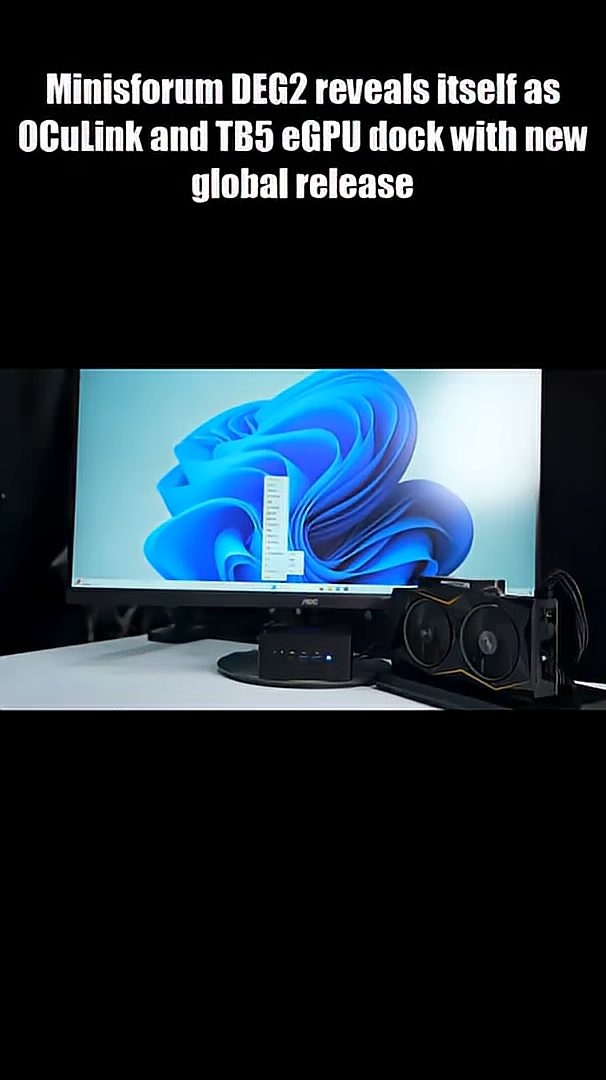 Minisforum DEG2 reveals itself as
OCuLink and TB5 eGPU dock with new
global release
AOC